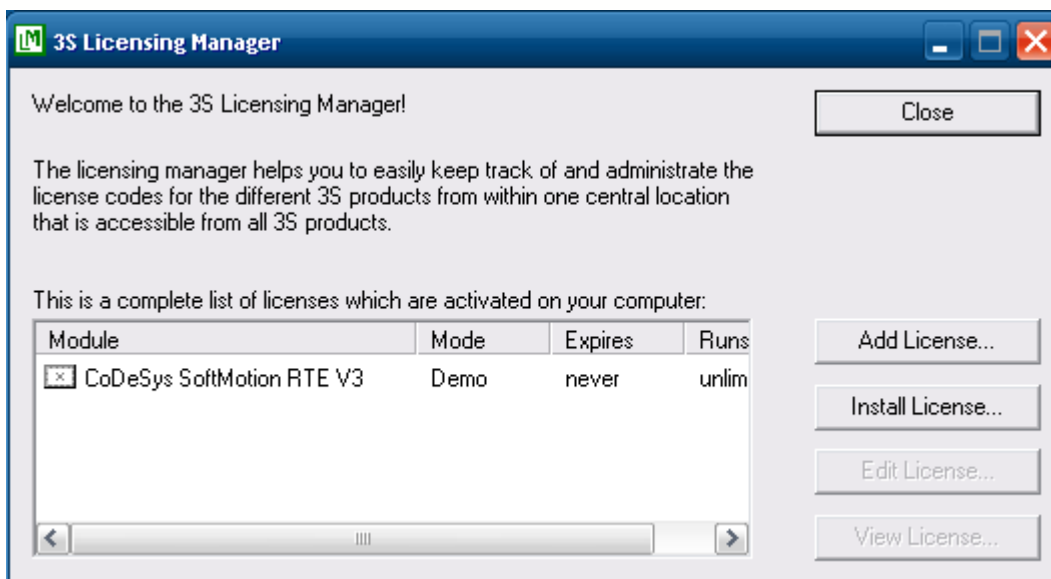 3S Licensing Manager
Welcome to the 3S Licensing Manager!
Close
The licensing manager helps you to easily keep track of and administrate the
license codes for the different 3S products from within one central location
that is accessible from all 3S products.
This is a complete list of licenses which are activated on your computer:
Module Mode Expires Runs
CoDeSys SoftMotion RTE V3 Demo never unlim
Add License...
Install License...
Edit License...
View License...